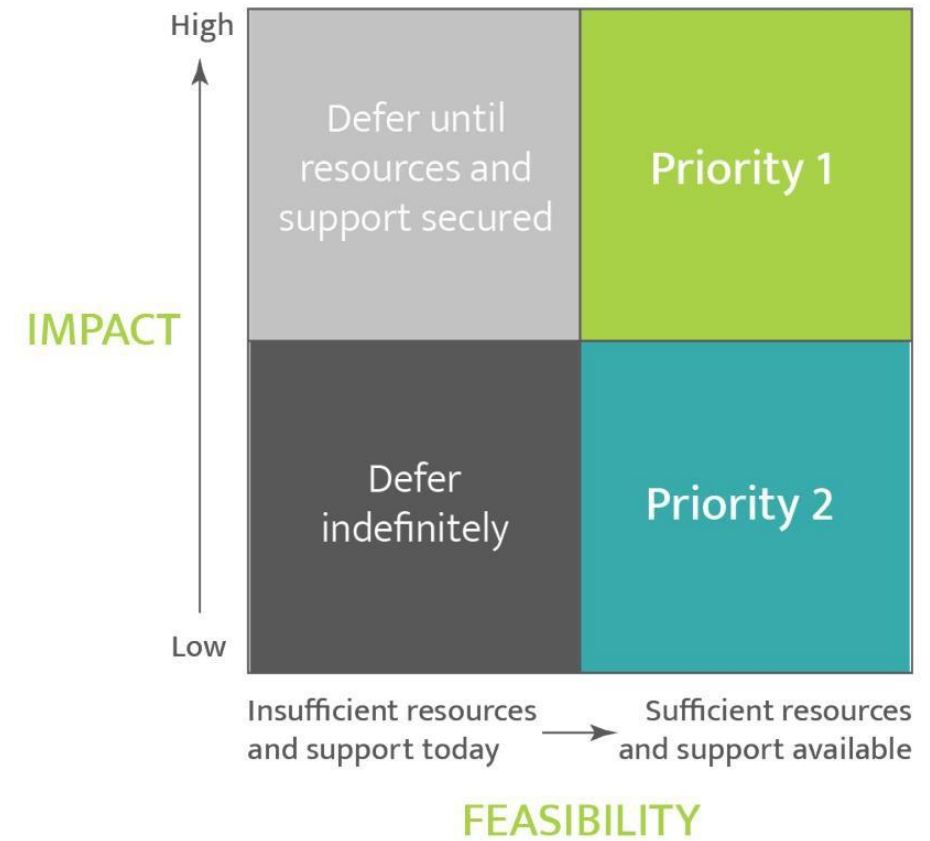 High
Defer until
resources and
support secured
Priority 1
IMPACT
Defer
indefinitely
Priority 2
Low
Insufficient resources
and support today
Sufficient resources
and support available
FEASIBILITY